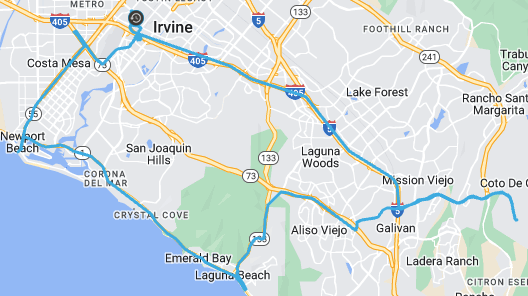 METRO
405
5
133
Irvine
FOOTHILL RANCH
Costa Mesa
73
405
241
405
Lake Forest
Trabu
Cany
Rancho Sant
Margarita
55
5
Newport
Beach
1
San Joaquin
Hills
133
Laguna
Woods
CORONA
DEL MAR
73
Mission Viejo
Coto De C
CRYSTAL COVE
5
Aliso Viejo
Galivan
133
Emerald Bay
Ladera Ranch
Laguna Beach
CITRON ESE